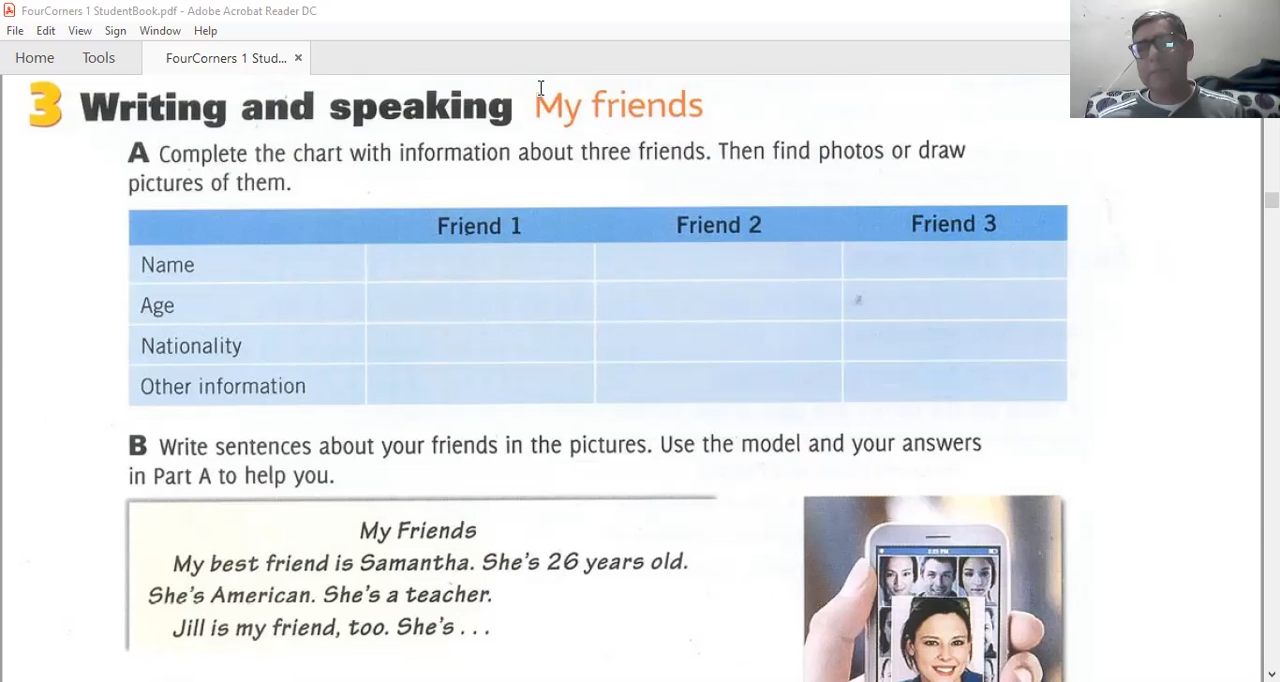 FourCorners 1 StudentBook.pdf - Adobe Acrobat Reader DC
File Edit View Sign Window Help
Home Tools FourCorners 1 Stud... ×
3 Writing and speaking My friends
A Complete the chart with information about three friends. Then find photos or draw
pictures of them.
Friend 1 Friend 2 Friend 3
Name
Age
Nationality
Other information
B Write sentences about your friends in the pictures. Use the model and your answers
in Part A to help you.
My Friends
My best friend is Samantha. She's 26 years old.
She's American. She's a teacher.
Jill is my friend, too. She's . . .